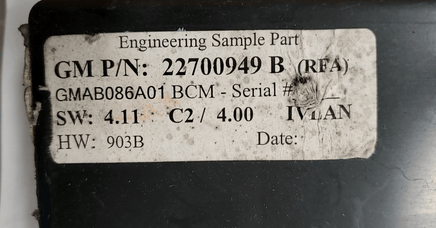 Engineering Sample Part
GM P/N: 22700949 B (RFA)
GMAB086A01 BCM - Serial #
SW: 4.11 C2 / 4.00
HW: 903B Date: